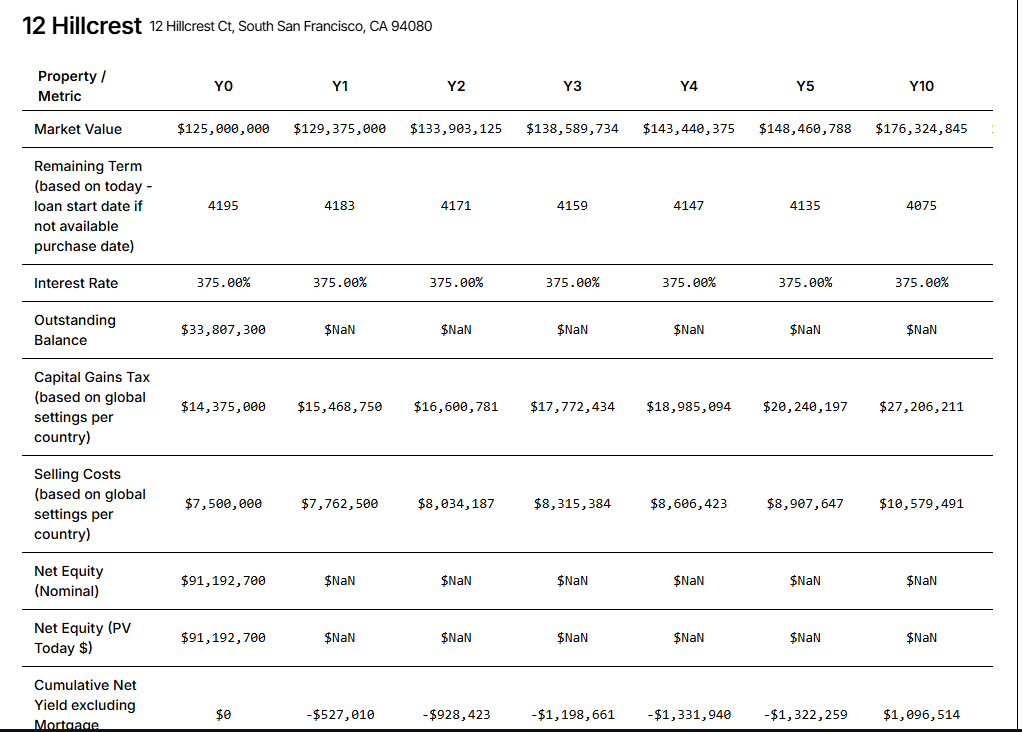 12 Hillcrest 12 Hillcrest Ct, South San Francisco, CA 94080
Property /
Metric
Y0 Y1 Y2 Y3 Y4 Y5 Y10
Market Value $125,000,000 $129,375,000 $133,903,125 $138,589,734 $143,440,375 $148,460,788 $176,324,845
Remaining Term
(based on today -
loan start date if
not available
purchase date)
4195 4183 4171 4159 4147 4135 4075
Interest Rate 375.00% 375.00% 375.00% 375.00% 375.00% 375.00% 375.00%
Outstanding
Balance
$33,807,300 $NaN $NaN $NaN $NaN $NaN $NaN
Capital Gains Tax
(based on global
settings per
country)
$14,375,000 $15,468,750 $16,600,781 $17,772,434 $18,985,094 $20,240,197 $27,206,211
Selling Costs
(based on global
settings per
country)
$7,500,000 $7,762,500 $8,034,187 $8,315,384 $8,606,423 $8,907,647 $10,579,491
Net Equity
(Nominal)
$91,192,700 $NaN $NaN $NaN $NaN $NaN $NaN
Net Equity (PV
Today $)
$91,192,700 $NaN $NaN $NaN $NaN $NaN $NaN
Cumulative Net
Yield excluding
Mortgage
$0 -$527,010 -$928,423 -$1,198,661 -$1,331,940 -$1,322,259 $1,096,514